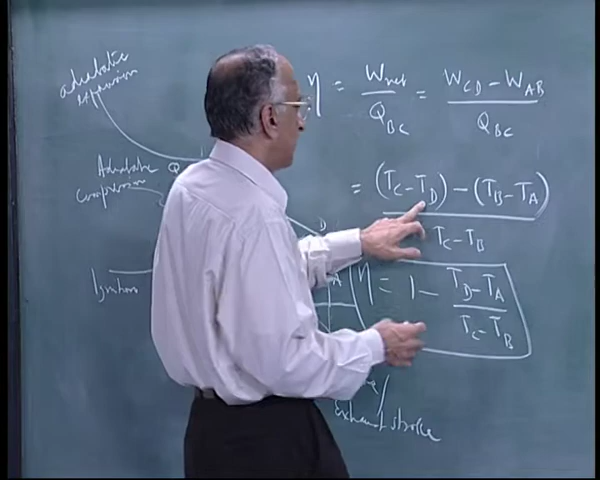 adiabatic
expansion
Adiabatic
Compression
Ignition
Q
D
A
η = W_net / Q_BC = (W_CD - W_AB) / Q_BC
= ((T_C - T_D) - (T_B - T_A)) / (T_C - T_B)
η = 1 - (T_D - T_A) / (T_C - T_B)
Exhaust stroke